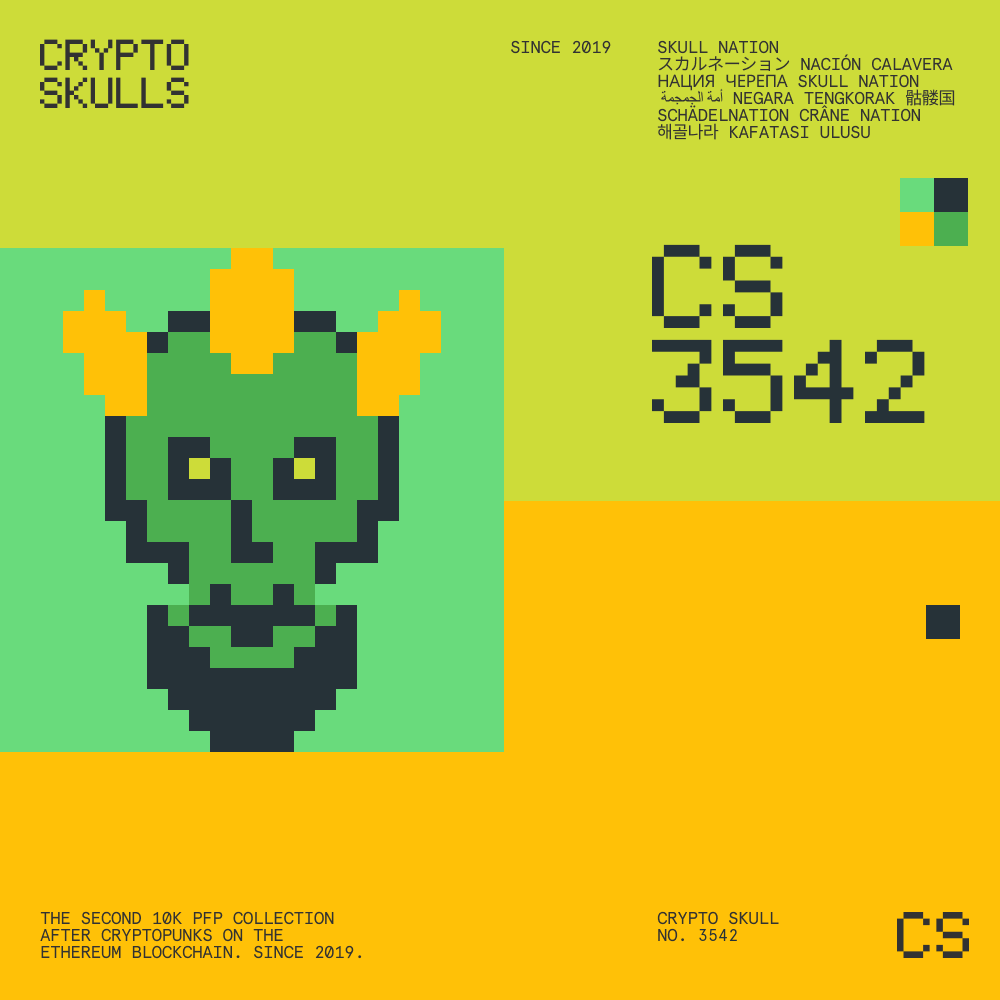 CRYPTO
SKULLS
SINCE 2019
SKULL NATION
スカルネーション NACIÓN CALAVERA
НАЦИЯ ЧЕРЕПА SKULL NATION
أمة الجمجمة NEGARA TENGKORAK 骷髅国
SCHÄDELNATION CRÂNE NATION
해골나라 KAFATASI ULUSU
CS
3542
THE SECOND 10K PFP COLLECTION
AFTER CRYPTOPUNKS ON THE
ETHEREUM BLOCKCHAIN. SINCE 2019.
CRYPTO SKULL
NO. 3542
CS